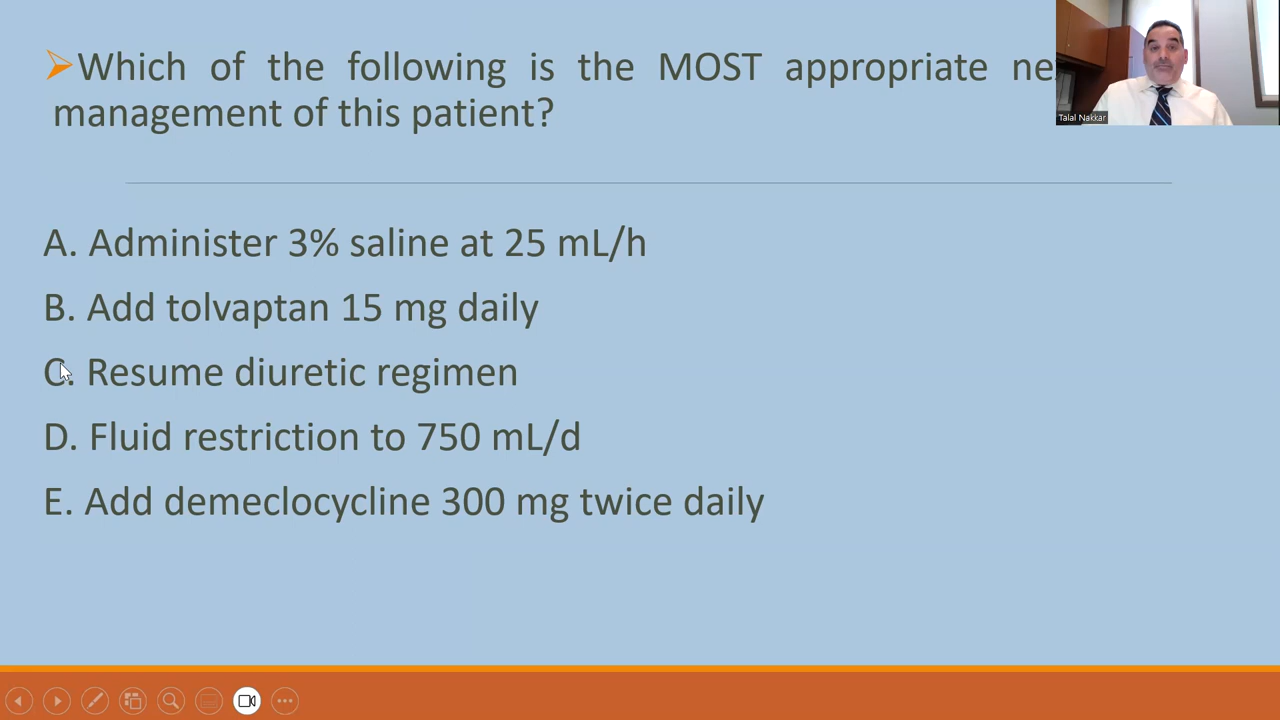 ➢Which of the following is the MOST appropriate
management of this patient?
Talal Nakkar
A. Administer 3% saline at 25 mL/h
B. Add tolvaptan 15 mg daily
C. Resume diuretic regimen
D. Fluid restriction to 750 mL/d
E. Add demeclocycline 300 mg twice daily